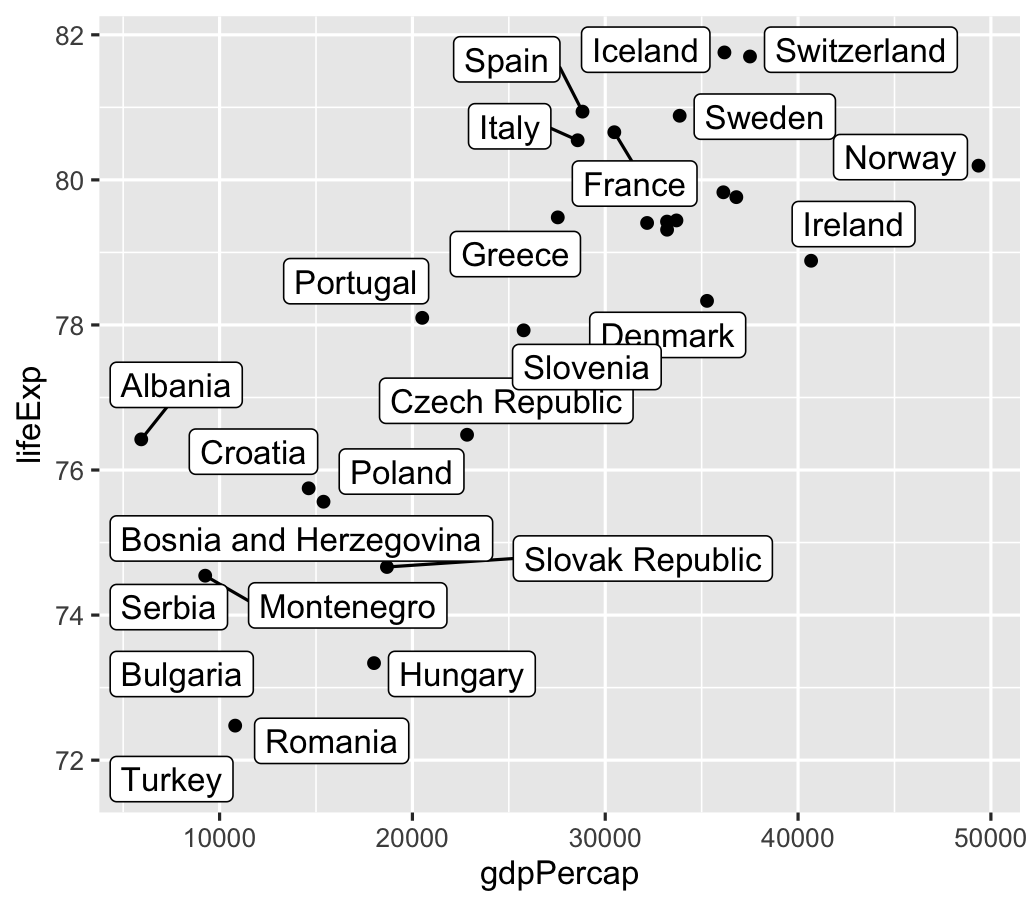 82
Iceland
Switzerland
Spain
Sweden
Italy
Norway
80
France
Ireland
Greece
Portugal
78
Denmark
Slovenia
Albania
Czech Republic
lifeExp
Croatia
76
Poland
Bosnia and Herzegovina
Slovak Republic
74
Serbia
Montenegro
Bulgaria
Hungary
Romania
72
Turkey
10000
20000
30000
40000
50000
gdpPercap